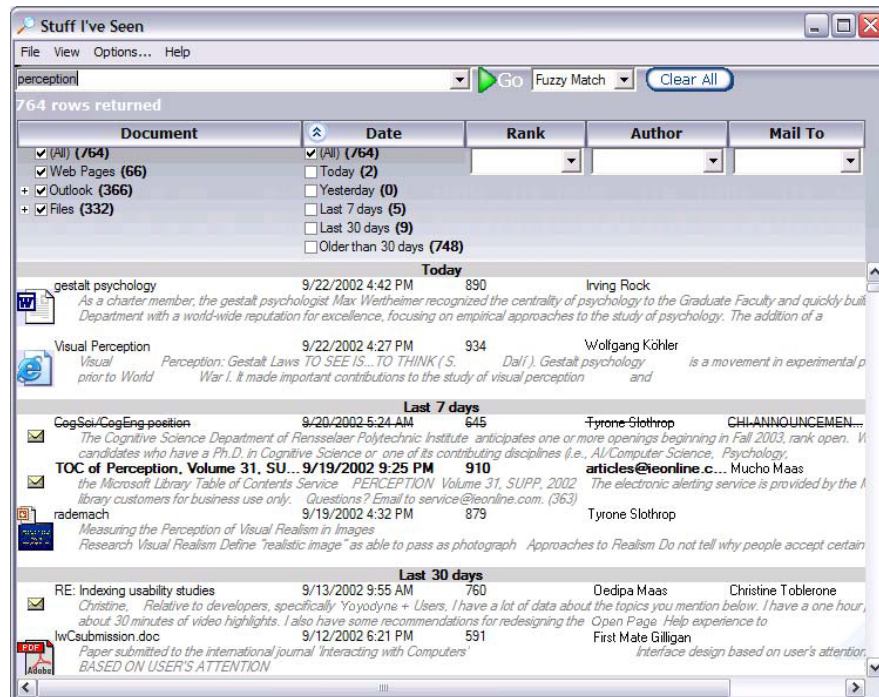 Stuff I've Seen
File View Options... Help
perception Go Fuzzy Match Clear All
764 rows returned
Document Date Rank Author Mail To
(All) (764) (All) (764)
Web Pages (66) Today (2)
+ Outlook (366) Yesterday (0)
+ Files (332) Last 7 days (5)
Last 30 days (9)
Older than 30 days (748)
Today
gestalt psychology 9/22/2002 4:42 PM 890 Irving Rock
As a charter member, the gestalt psychologist Max Wertheimer recognized the centrality of psychology to the Graduate Faculty and quickly built
Department with a world-wide reputation for excellence, focusing on empirical approaches to the study of psychology. The addition of a
Visual Perception 9/22/2002 4:27 PM 934 Wolfgang Köhler
Visual Perception: Gestalt Laws TO SEE IS...TO THINK ( S. Dalí ). Gestalt psychology is a movement in experimental p
prior to World War I. It made important contributions to the study of visual perception and
Last 7 days
CogSci/CogEng position 9/20/2002 5:24 AM 645 Tyrone Slothrop CHI-ANNOUNCEMEN...
The Cognitive Science Department of Rensselaer Polytechnic Institute anticipates one or more openings beginning in Fall 2003, rank open.
candidates who have a Ph.D. in Cognitive Science or one of its contributing disciplines (i.e., AI/Computer Science, Psychology,
TOC of Perception, Volume 31, SU... 9/19/2002 9:25 PM 910 articles@ieonline.c... Mucho Maas
the Microsoft Library Table of Contents Service PERCEPTION Volume 31, SUPP, 2002 The electronic alerting service is provided by the
library customers for business use only. Questions? Email to service@ieonline.com. (363)
rademach 9/19/2002 4:32 PM 879 Tyrone Slothrop
Measuring the Perception of Visual Realism in Images
Research Visual Realism Define "realistic image" as able to pass as photograph Approaches to Realism Do not tell why people accept certain
Last 30 days
RE: Indexing usability studies 9/13/2002 9:55 AM 760 Oedipa Maas Christine Toblerone
Christine, Relative to developers, specifically Yoyodyne + Users, I have a lot of data about the topics you mention below. I have a one hour
about 30 minutes of video highlights. I also have some recommendations for redesigning the Open Page Help experience to
IwCsubmission.doc 9/12/2002 6:21 PM 591 First Mate Gilligan
PDF Adobe
Paper submitted to the international journal 'Interacting with Computers' Interface design based on user's attention
BASED ON USER'S ATTENTION